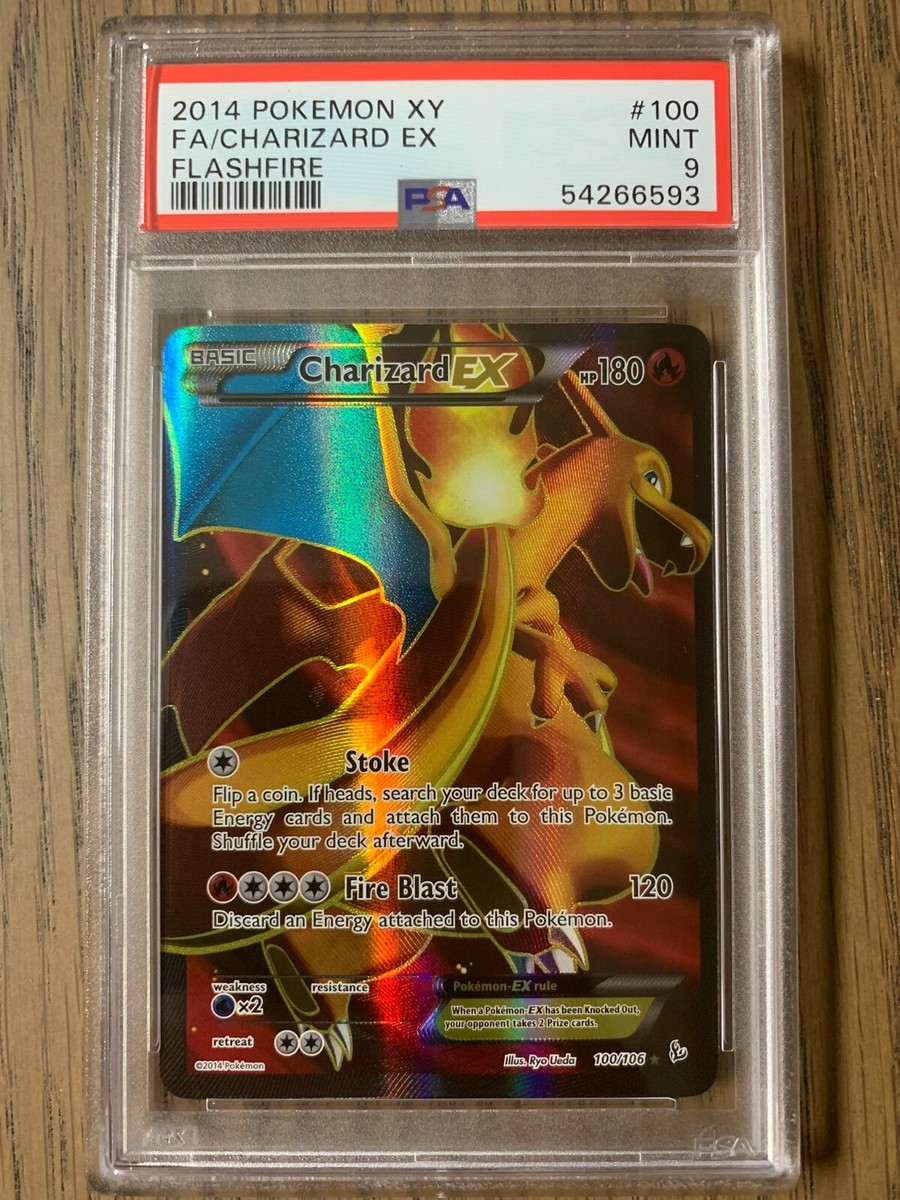 2014 POKEMON XY #100
FA/CHARIZARD EX MINT
FLASHFIRE 9
PSA 54266593
BASIC Charizard EX HP180
Stoke
Flip a coin. If heads, search your deck for up to 3 basic
Energy cards and attach them to this Pokémon.
Shuffle your deck afterward.
Fire Blast 120
Discard an Energy attached to this Pokémon.
weakness resistance
×2
Pokémon-EX rule
When a Pokémon-EX has been Knocked Out,
your opponent takes 2 Prize cards.
retreat
©2014 Pokémon
Illus. Ryo Ueda 100/106
PSA